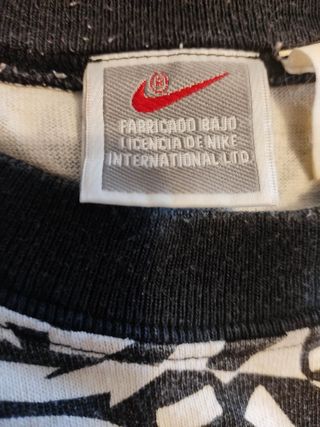 ®
FABRICADO BAJO
LICENCIA DE NIKE
INTERNATIONAL LTD.